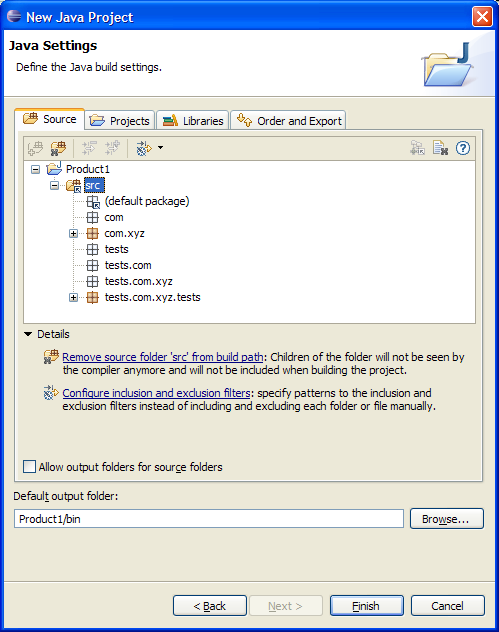 New Java Project
Java Settings
Define the Java build settings.
Source Projects Libraries Order and Export
Product1
src
(default package)
com
com.xyz
tests
tests.com
tests.com.xyz
tests.com.xyz.tests
Details
Remove source folder 'src' from build path: Children of the folder will not be seen by
the compiler anymore and will not be included when building the project.
Configure inclusion and exclusion filters: specify patterns to the inclusion and
exclusion filters instead of including and excluding each folder or file manually.
Allow output folders for source folders
Default output folder:
Product1/bin
Browse...
< Back Next > Finish Cancel